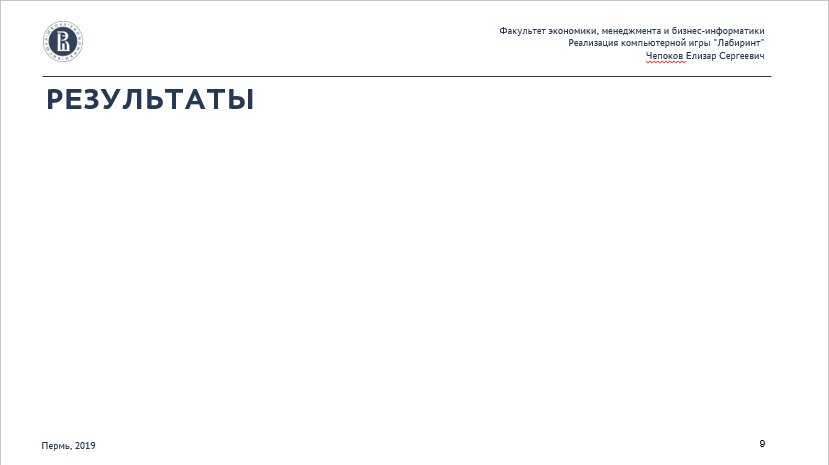 Факультет экономики, менеджмента и бизнес-информатики
Реализация компьютерной игры "Лабиринт"
Чепоков Елизар Сергеевич
РЕЗУЛЬТАТЫ
Пермь, 2019
9